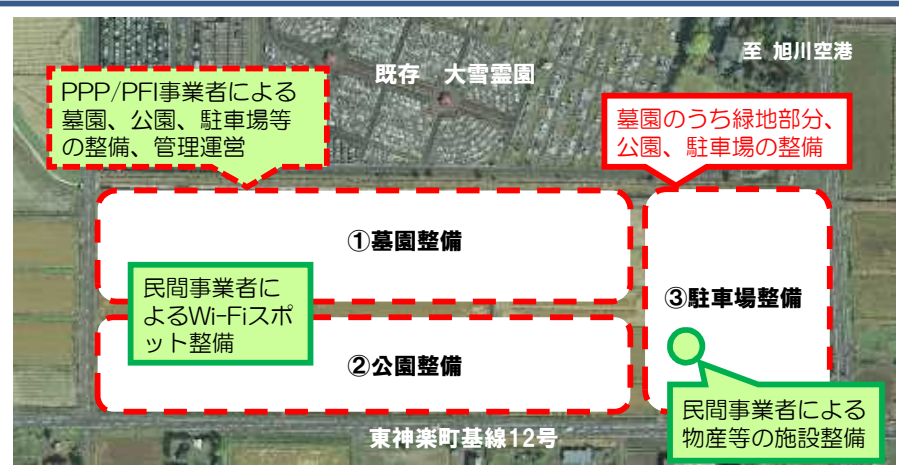 至 旭川空港
既存 大雪霊園
PPP/PFI事業者による
墓園、公園、駐車場等
の整備、管理運営
墓園のうち緑地部分、
公園、駐車場の整備
①墓園整備
民間事業者に
よるWi-Fiスポ
ット整備
③駐車場整備
②公園整備
民間事業者による
物産等の施設整備
東神楽町基線12号